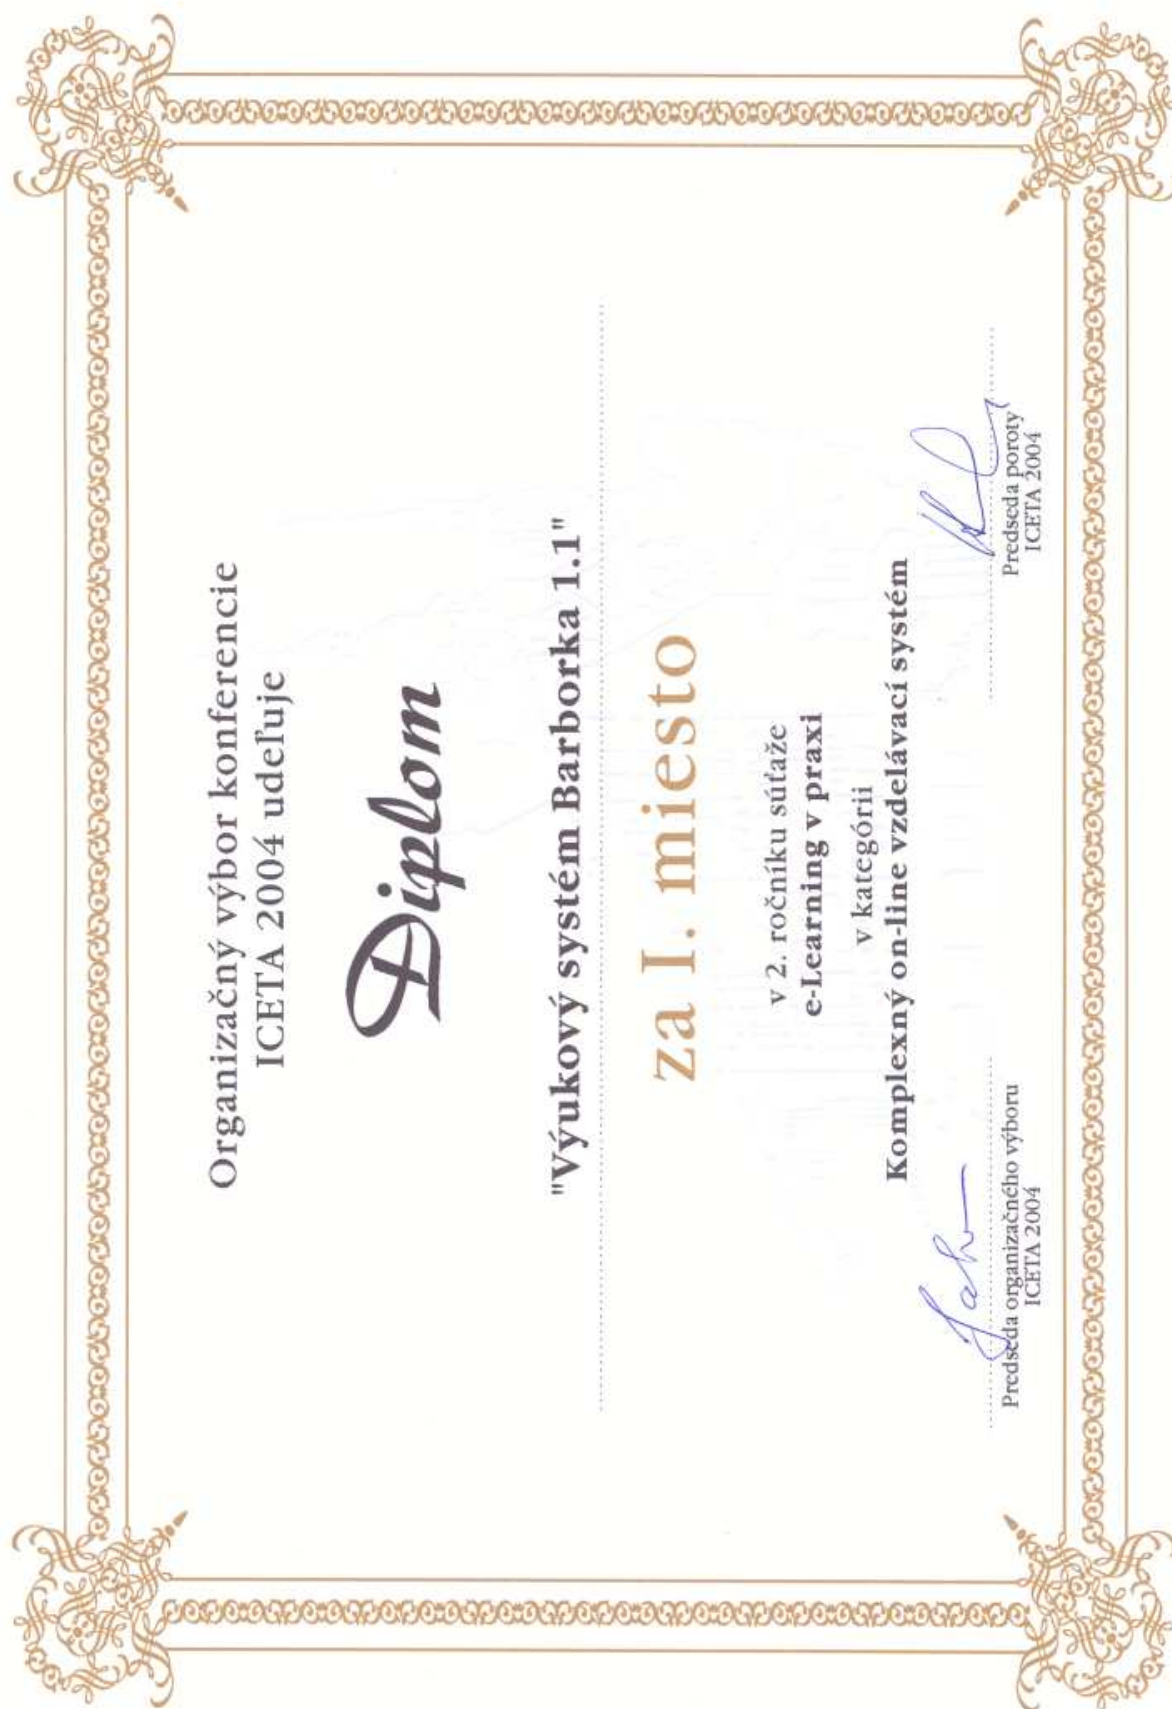 Organizačný výbor konferencie
ICETA 2004 udeľuje
Diplom
"Výukový systém Barborka 1.1"
za I. miesto
v 2. ročníku súťaže
e-Learning v praxi
v kategórii
Komplexný on-line vzdelávací systém
Predseda organizačného výboru
ICETA 2004
Predseda poroty
ICETA 2004